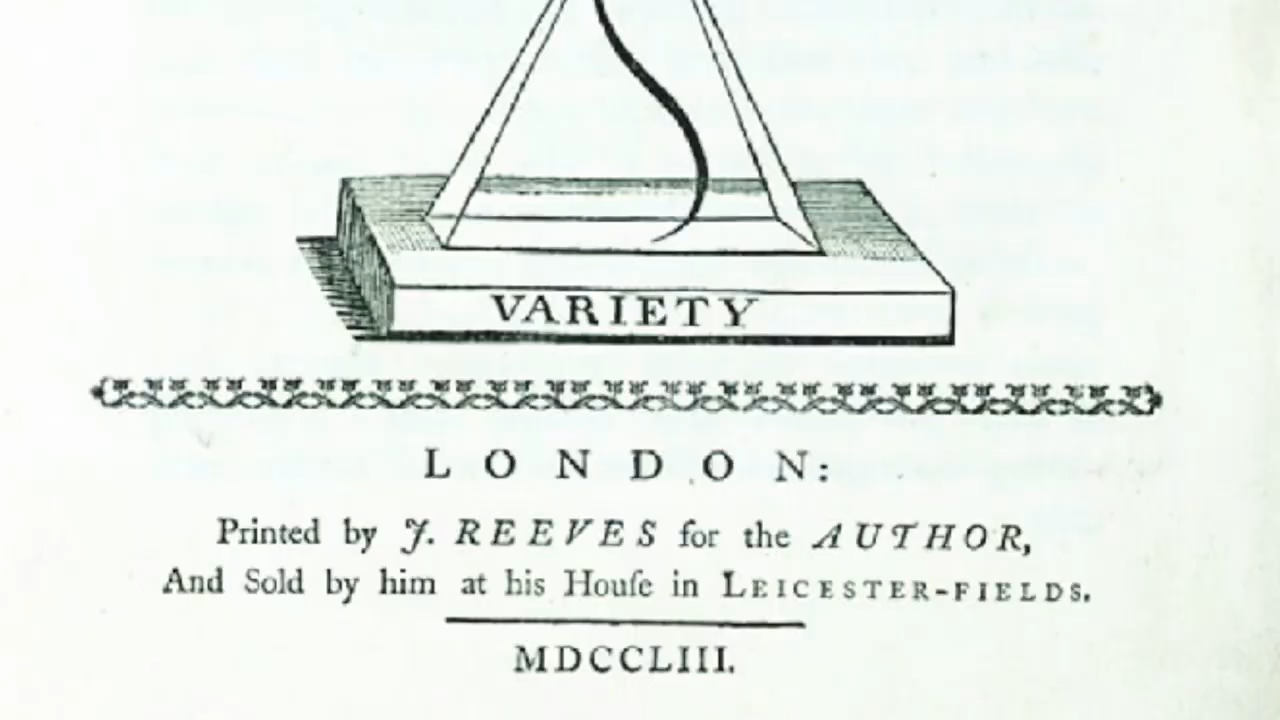 VARIETY
LONDON:
Printed by J. REEVES for the AUTHOR,
And Sold by him at his Houſe in LEICESTER-FIELDS.
MDCCLIII.